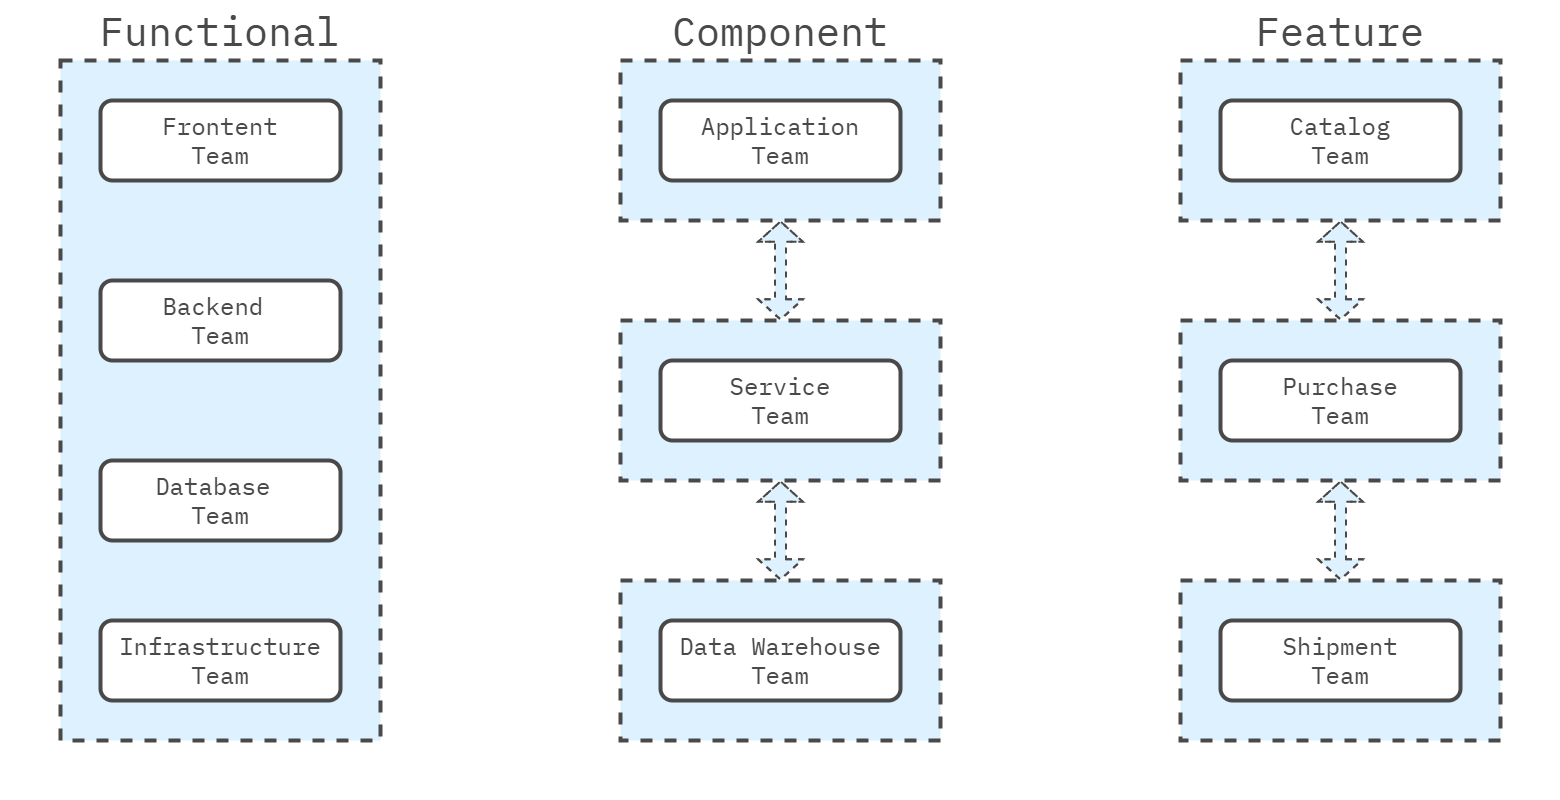 Functional
Frontent
Team
Backend
Team
Database
Team
Infrastructure
Team
Component
Application
Team
Service
Team
Data Warehouse
Team
Feature
Catalog
Team
Purchase
Team
Shipment
Team